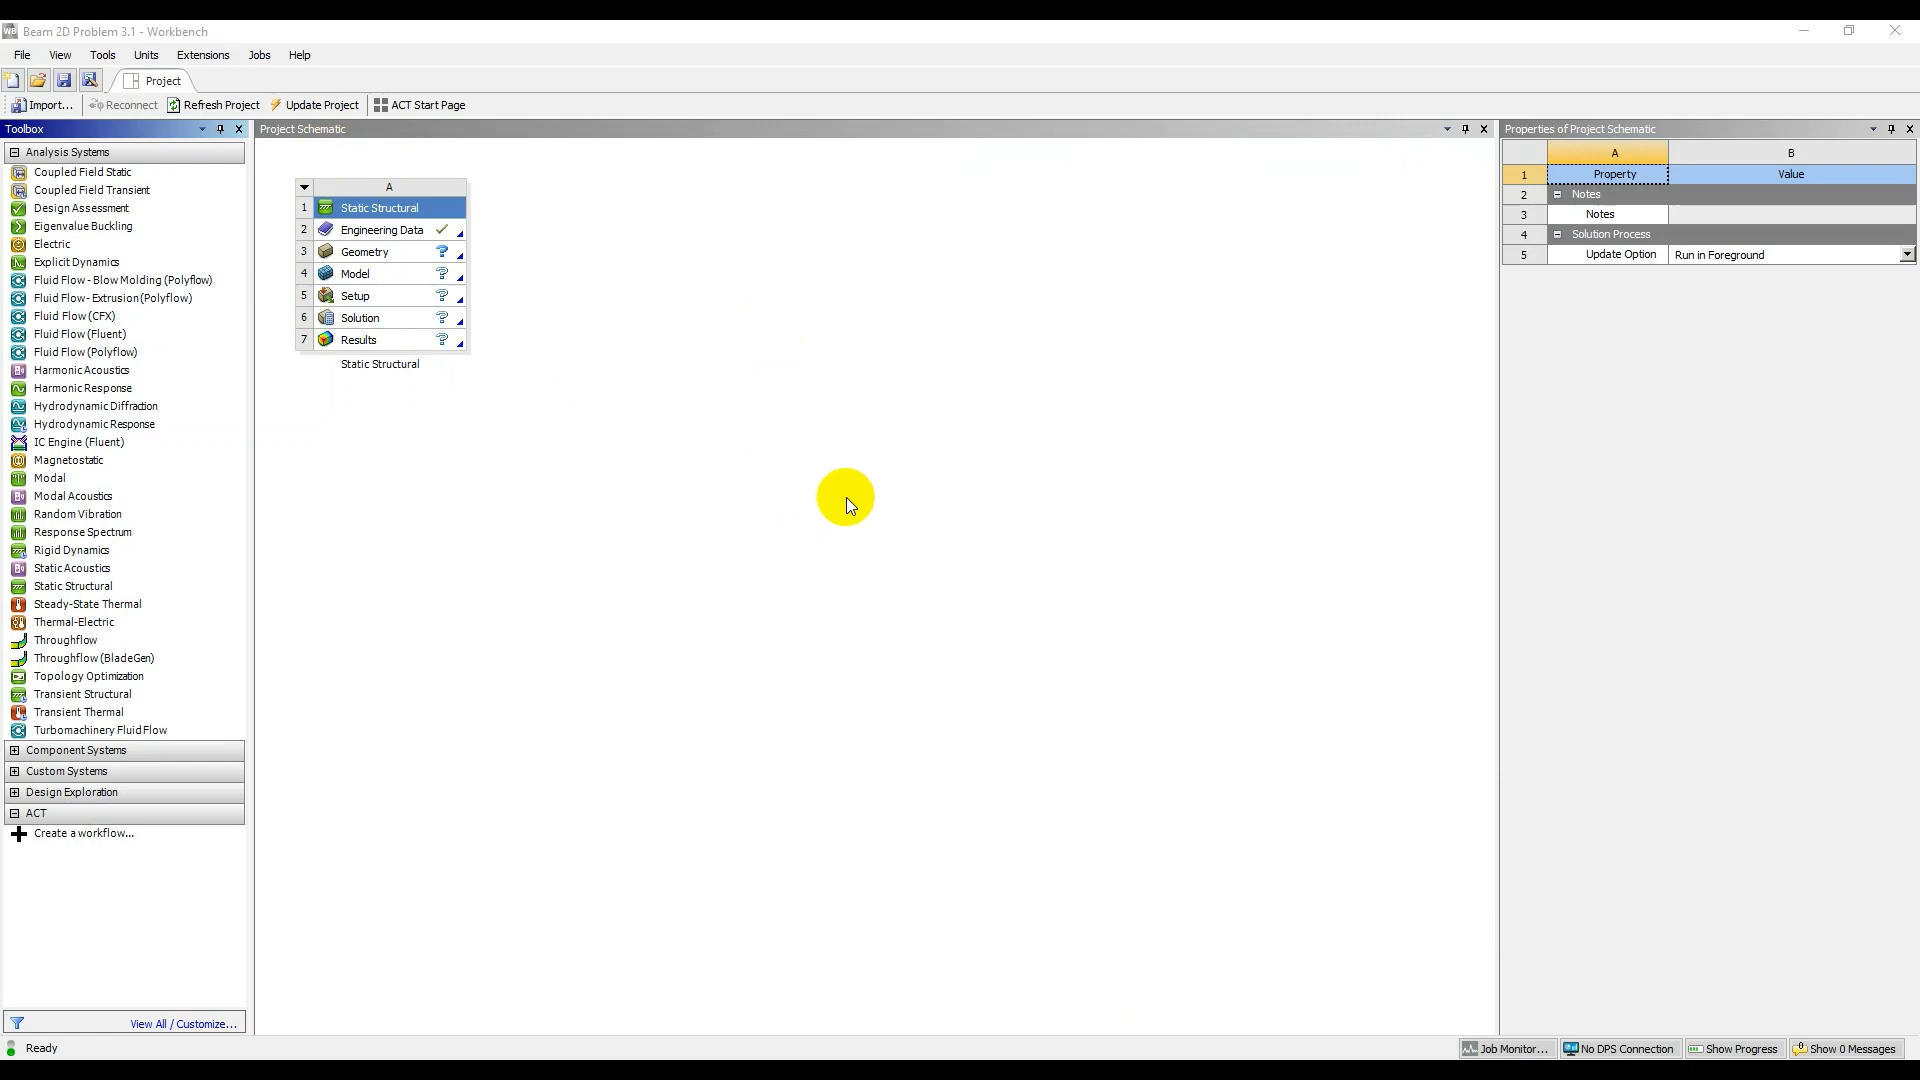 WB Beam 2D Problem 3.1 - Workbench
File View Tools Units Extensions Jobs Help
Project
Import... Reconnect Refresh Project Update Project ACT Start Page
Toolbox
Analysis Systems
Coupled Field Static
Coupled Field Transient
Design Assessment
Eigenvalue Buckling
Electric
Explicit Dynamics
Fluid Flow - Blow Molding (Polyflow)
Fluid Flow- Extrusion (Polyflow)
Fluid Flow (CFX)
Fluid Flow (Fluent)
Fluid Flow (Polyflow)
Harmonic Acoustics
Harmonic Response
Hydrodynamic Diffraction
Hydrodynamic Response
IC Engine (Fluent)
Magnetostatic
Modal
Modal Acoustics
Random Vibration
Response Spectrum
Rigid Dynamics
Static Acoustics
Static Structural
Steady-State Thermal
Thermal-Electric
Throughflow
Throughflow (BladeGen)
Topology Optimization
Transient Structural
Transient Thermal
Turbomachinery Fluid Flow
Component Systems
Custom Systems
Design Exploration
ACT
Create a workflow...
View All / Customize...
Project Schematic
A
1 Static Structural
2 Engineering Data
3 Geometry ?
4 Model ?
5 Setup ?
6 Solution ?
7 Results ?
Static Structural
Properties of Project Schematic
A B
1 Property Value
2 Notes
3 Notes
4 Solution Process
5 Update Option Run in Foreground
Ready
Job Monitor... No DPS Connection Show Progress Show 0 Messages